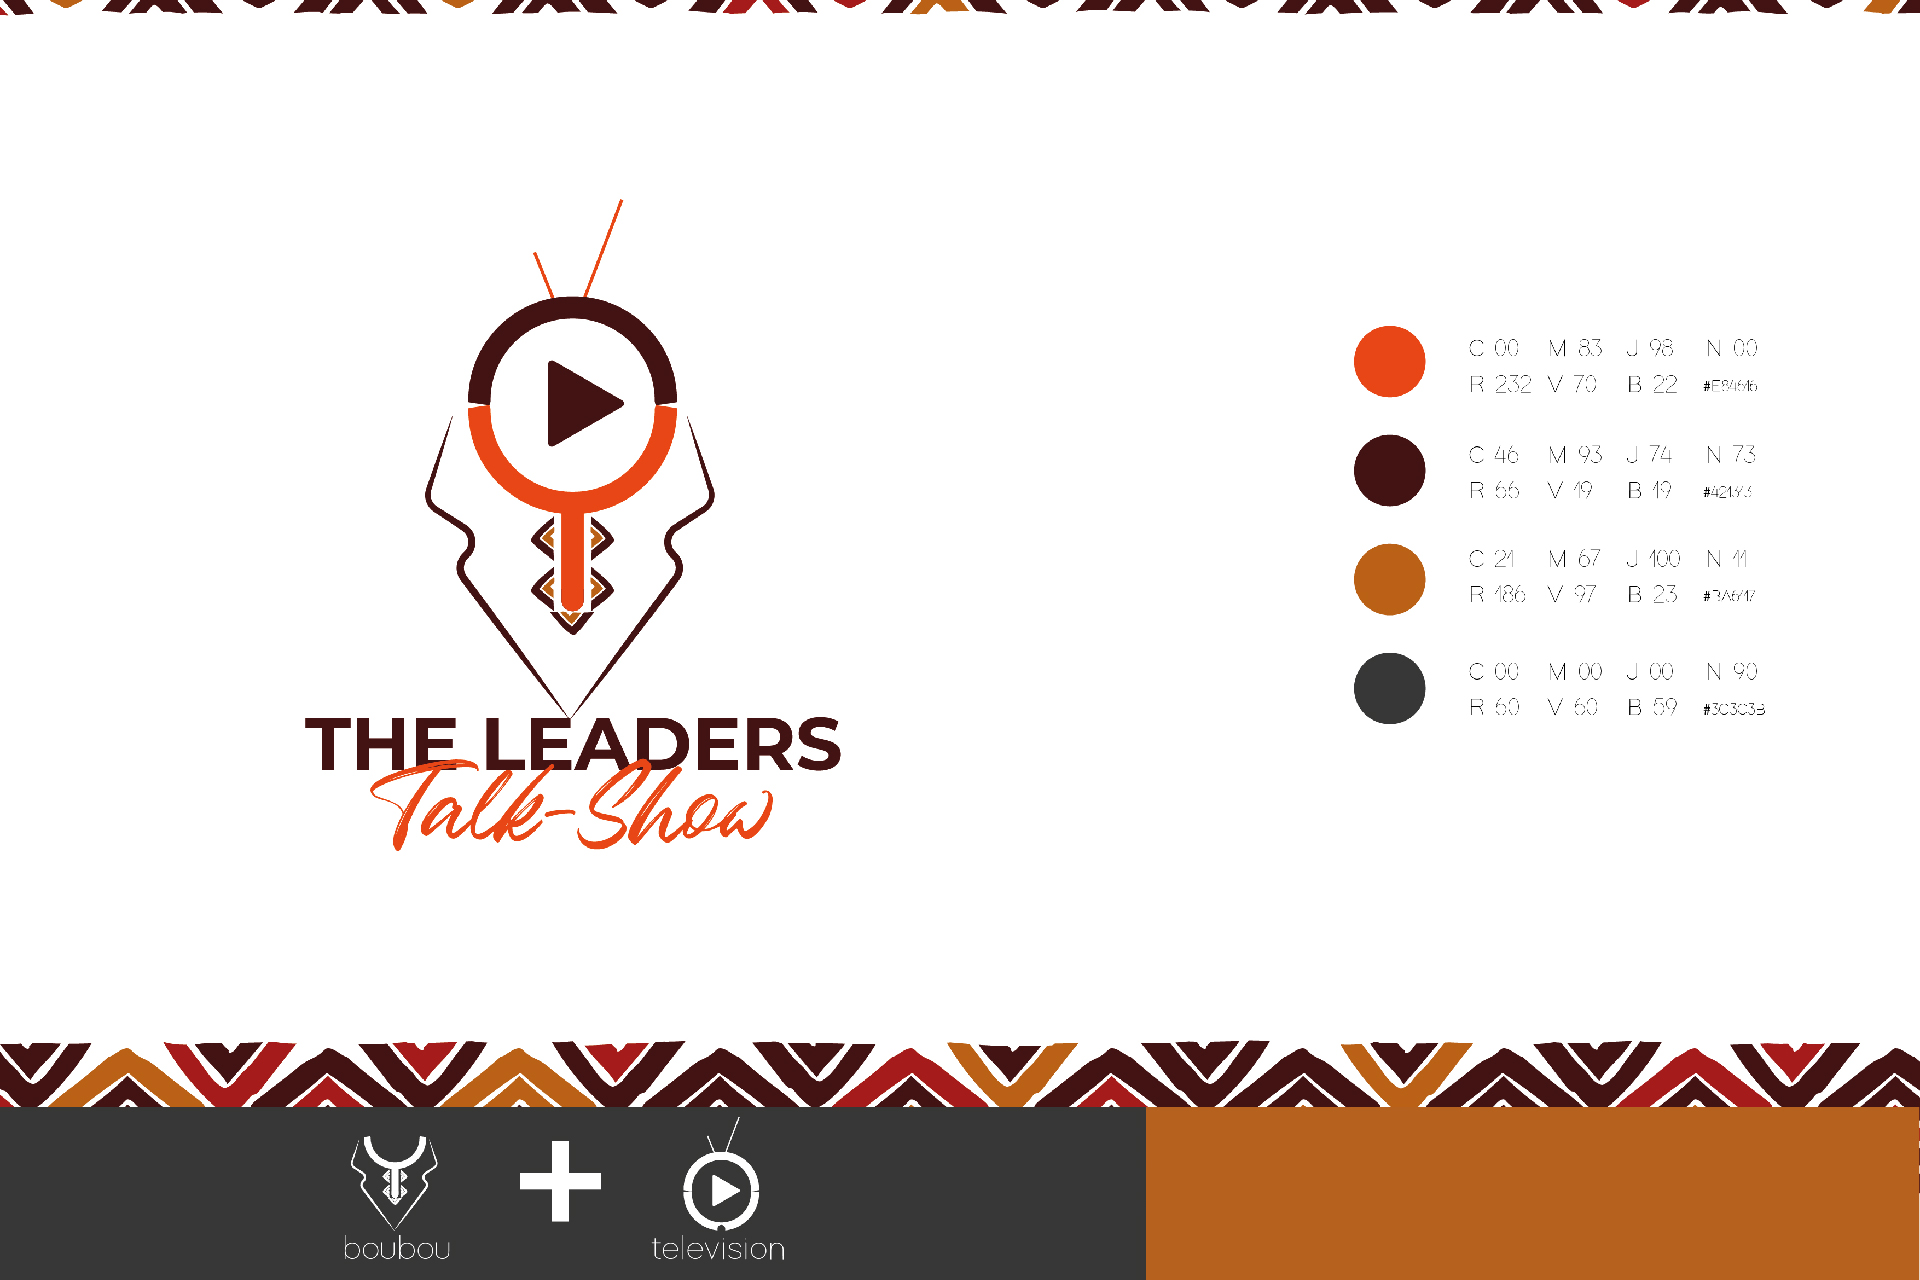 THE LEADERS
Talk-Show
C 00 M 83 J 98 N 00
R 232 V 70 B 22 #E84616
C 46 M 93 J 74 N 73
R 66 V 19 B 19 #421313
C 21 M 67 J 100 N 11
R 186 V 97 B 23 #BA6117
C 00 M 00 J 00 N 90
R 60 V 60 B 59 #3C3C3B
boubou
television